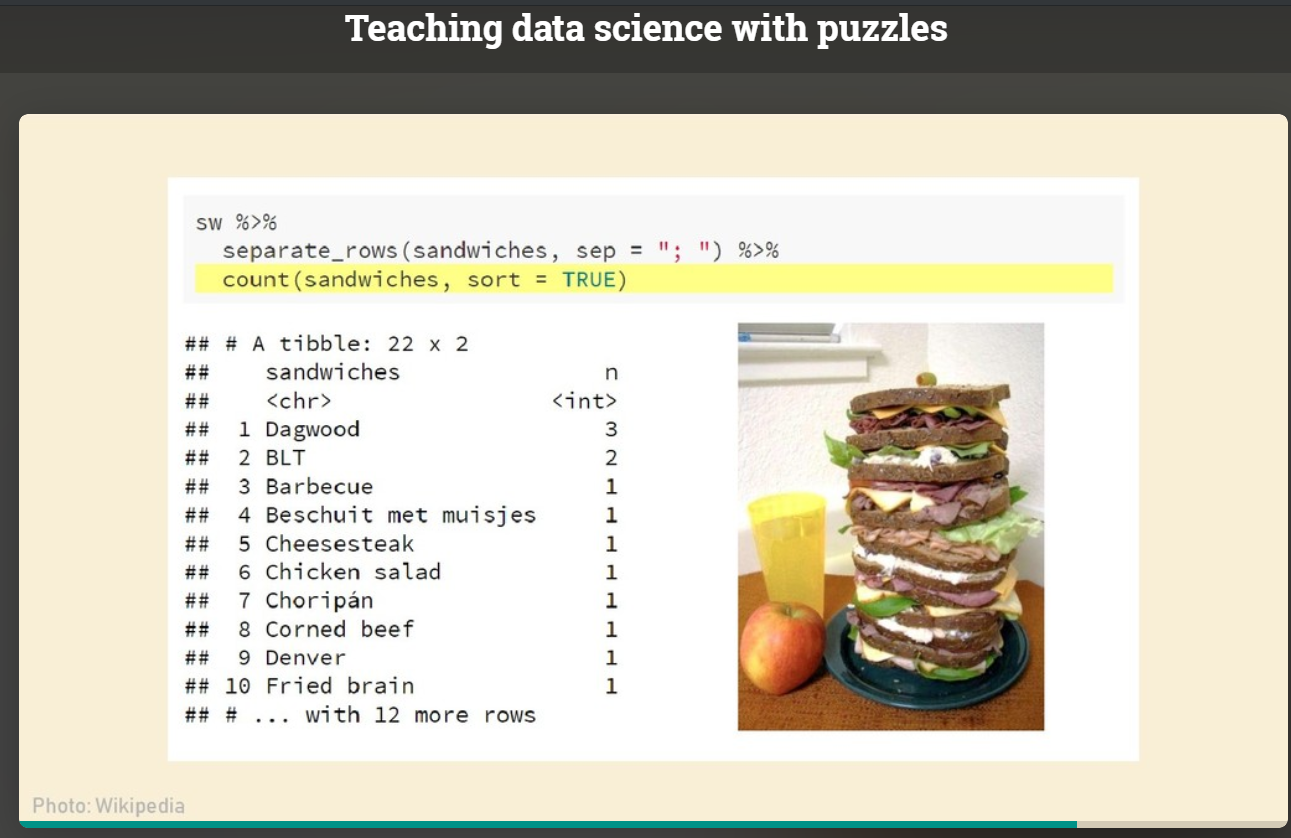 Teaching data science with puzzles
sw %>%
separate_rows(sandwiches, sep = "; ") %>%
count(sandwiches, sort = TRUE)
## # A tibble: 22 x 2
## sandwiches n
## <chr> <int>
## 1 Dagwood 3
## 2 BLT 2
## 3 Barbecue 1
## 4 Beschuit met muisjes 1
## 5 Cheesesteak 1
## 6 Chicken salad 1
## 7 Choripán 1
## 8 Corned beef 1
## 9 Denver 1
## 10 Fried brain 1
## # ... with 12 more rows
Photo: Wikipedia